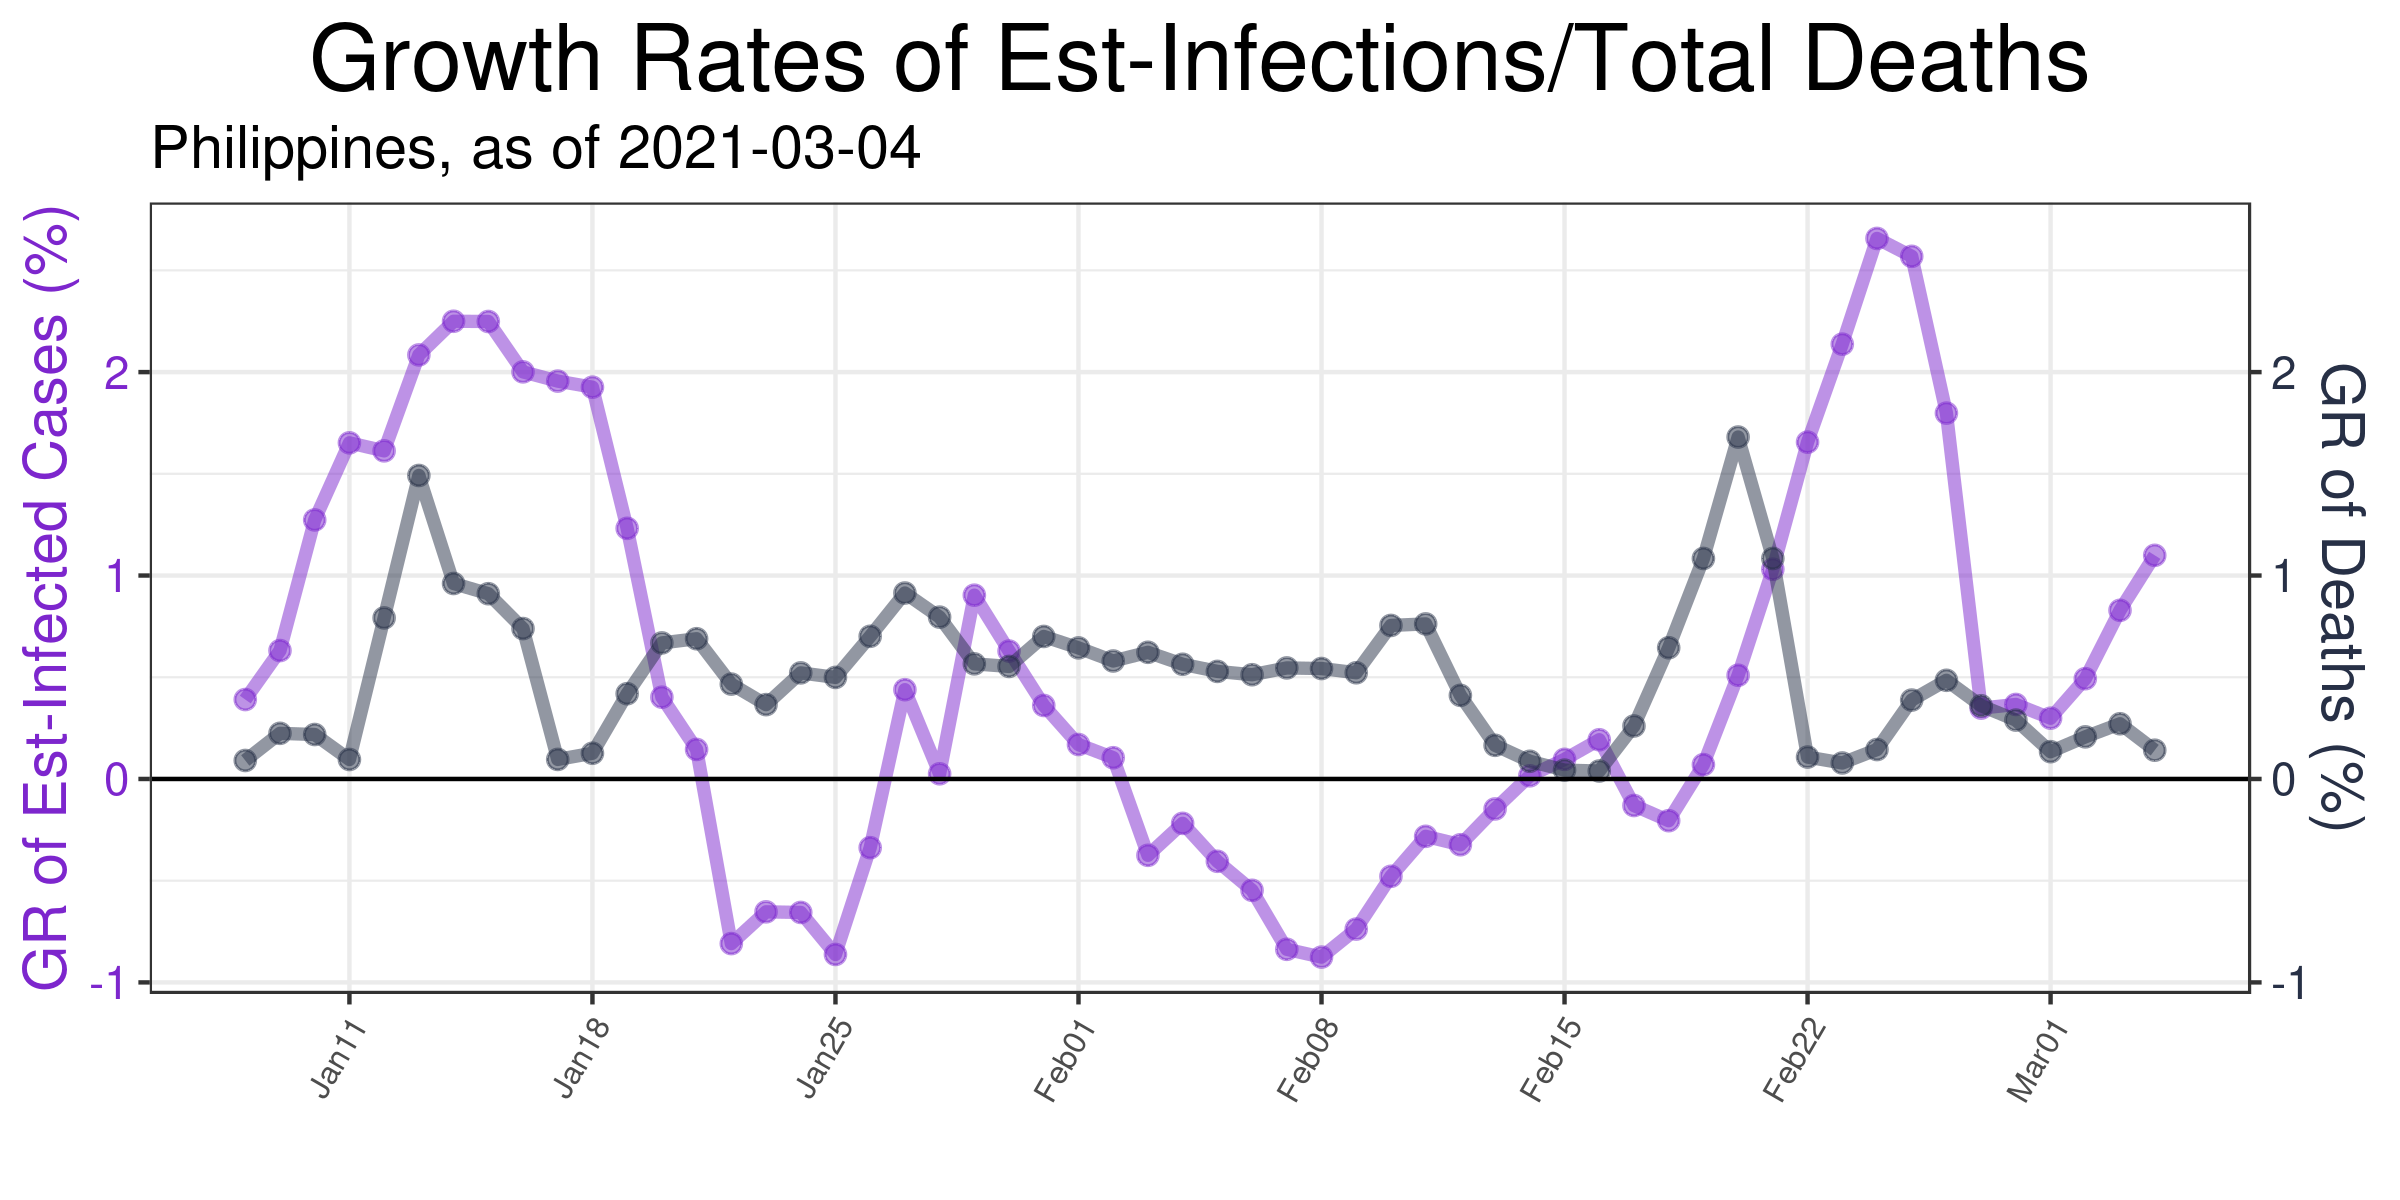 Growth Rates of Est-Infections/Total Deaths
Philippines, as of 2021-03-04
GR of Est-Infected Cases (%)
2
1
0
-1
2
1
0
-1
GR of Deaths (%)
Jan11
Jan18
Jan25
Feb01
Feb08
Feb15
Feb22
Mar01